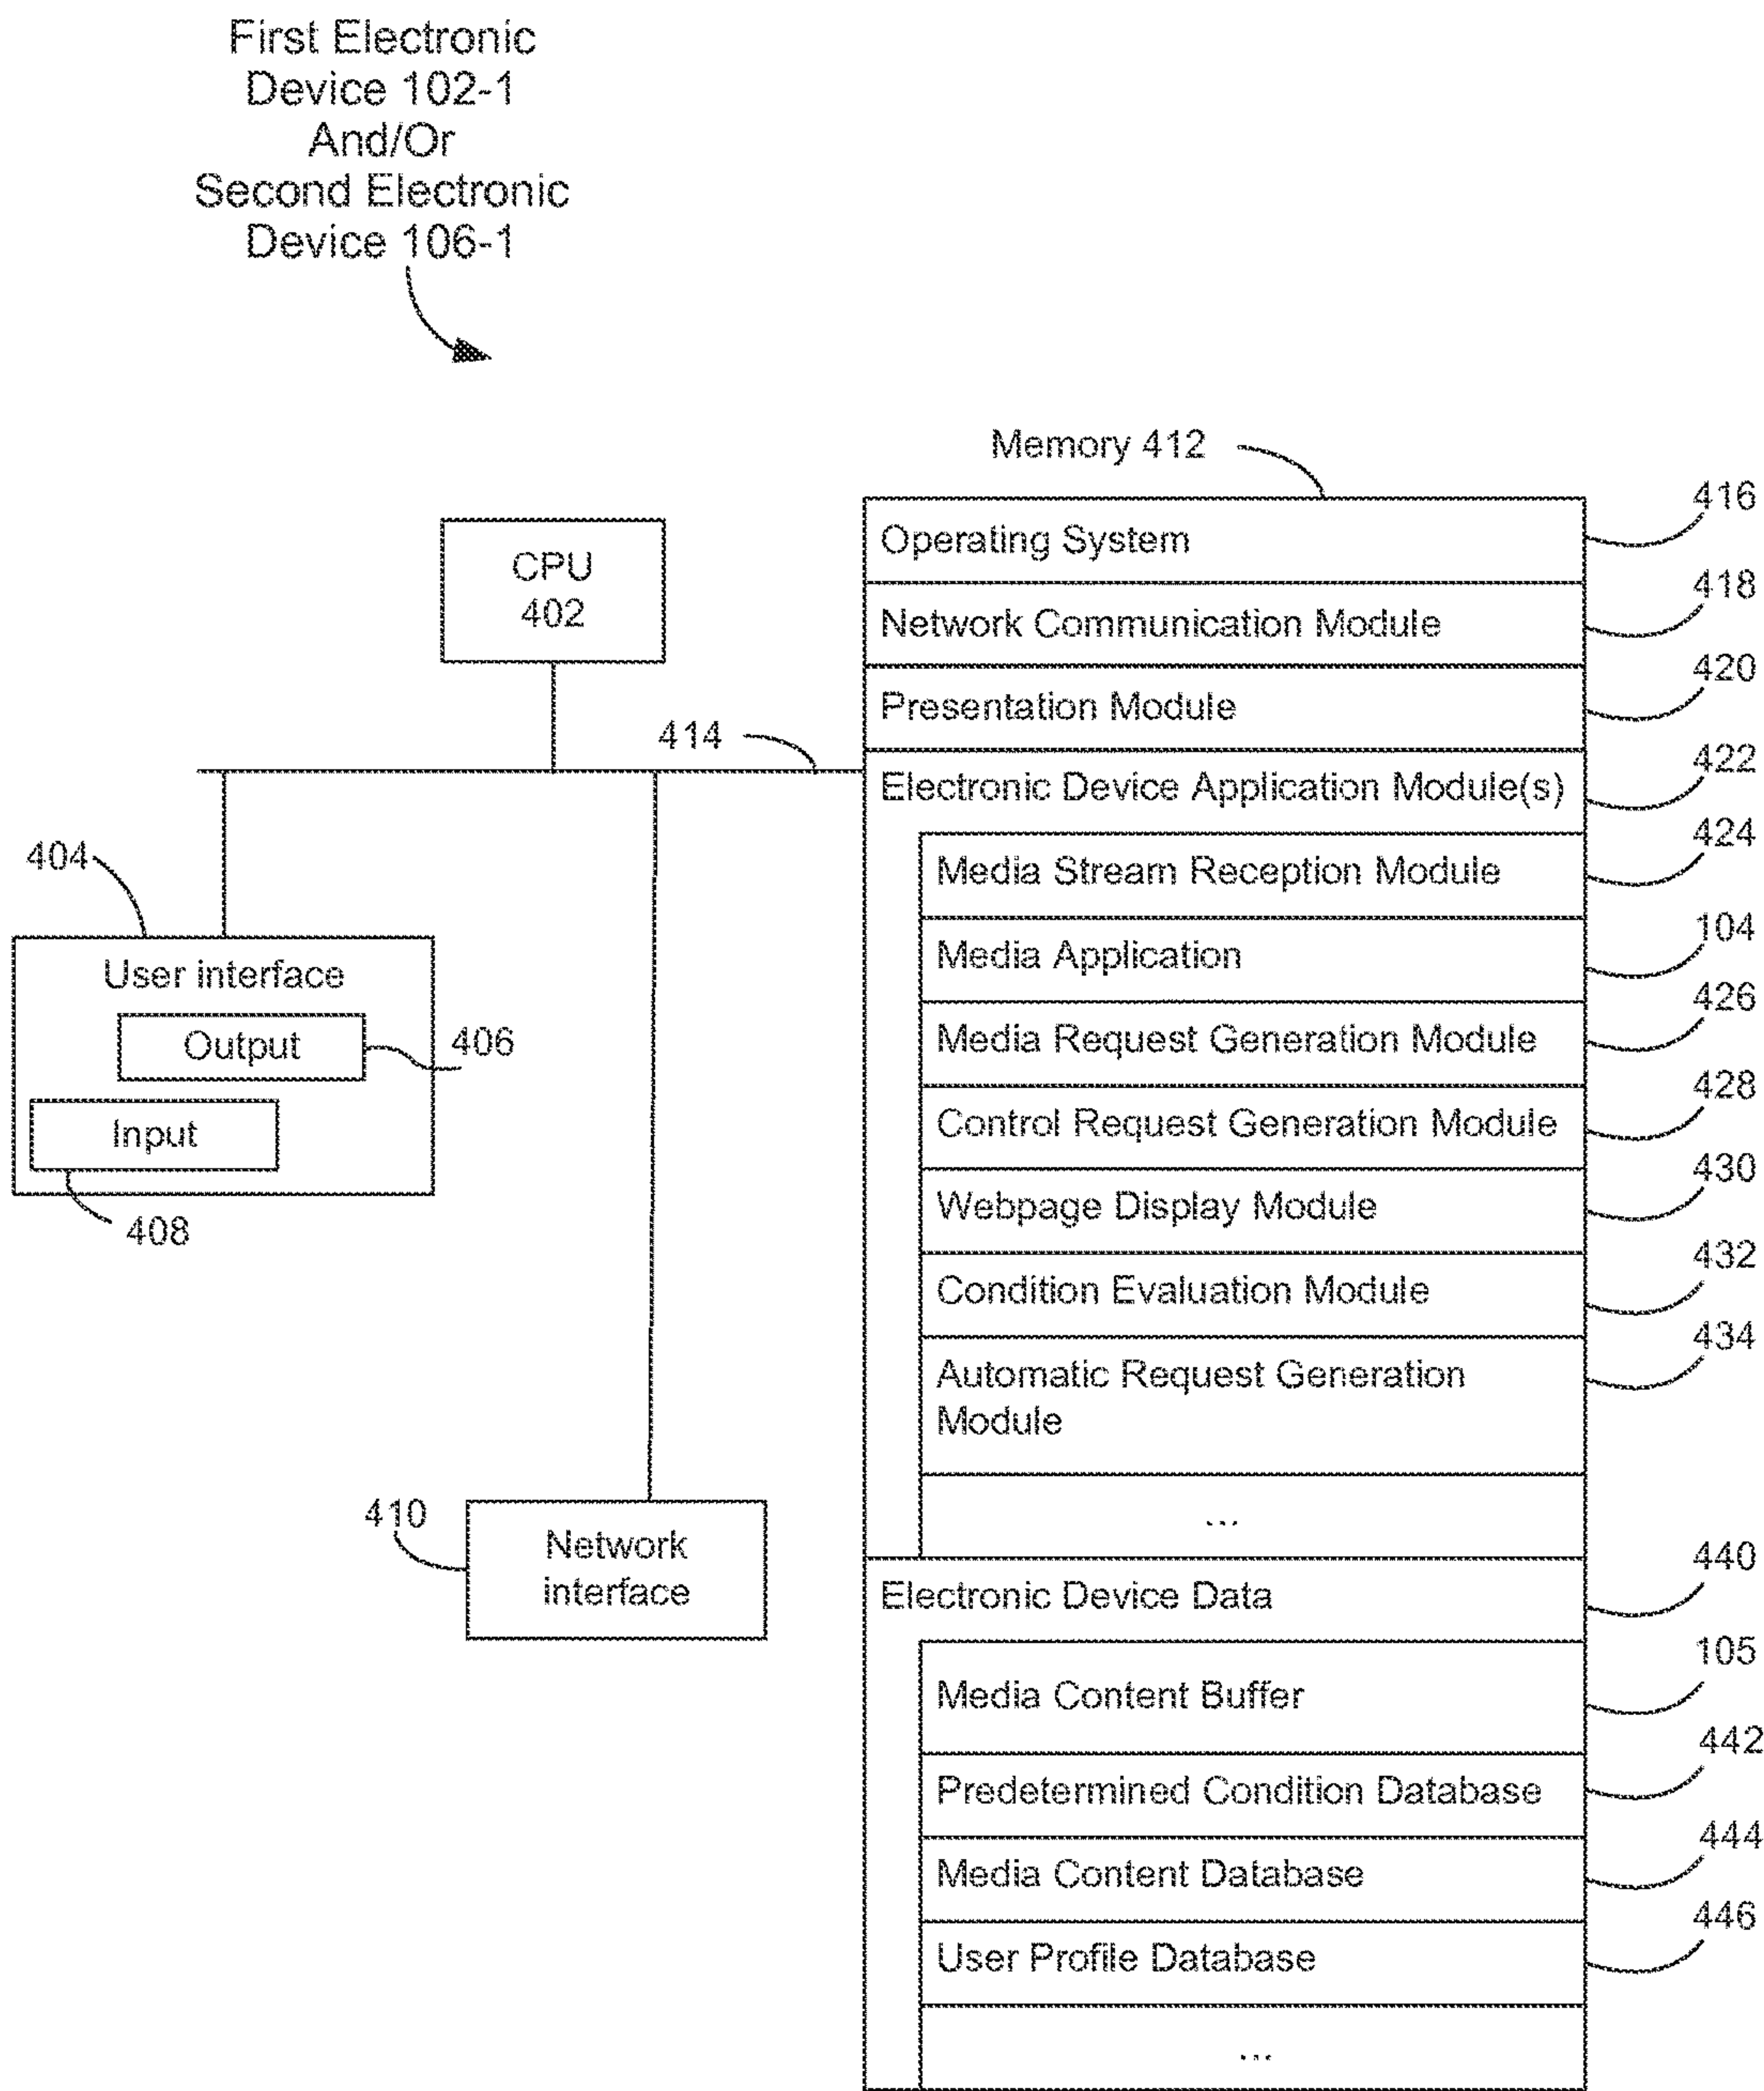 First Electronic
Device 102-1
And/Or
Second Electronic
Device 106-1
Memory 412
416
Operating System
CPU
402
418
Network Communication Module
420
Presentation Module
414
422
Electronic Device Application Module(s)
424
Media Stream Reception Module
404
104
Media Application
User interface
426
Output
406
Media Request Generation Module
428
Input
Control Request Generation Module
430
408
Webpage Display Module
432
Condition Evaluation Module
434
Automatic Request Generation
Module
410
Network
interface
...
440
Electronic Device Data
105
Media Content Buffer
442
Predetermined Condition Database
444
Media Content Database
446
User Profile Database
...